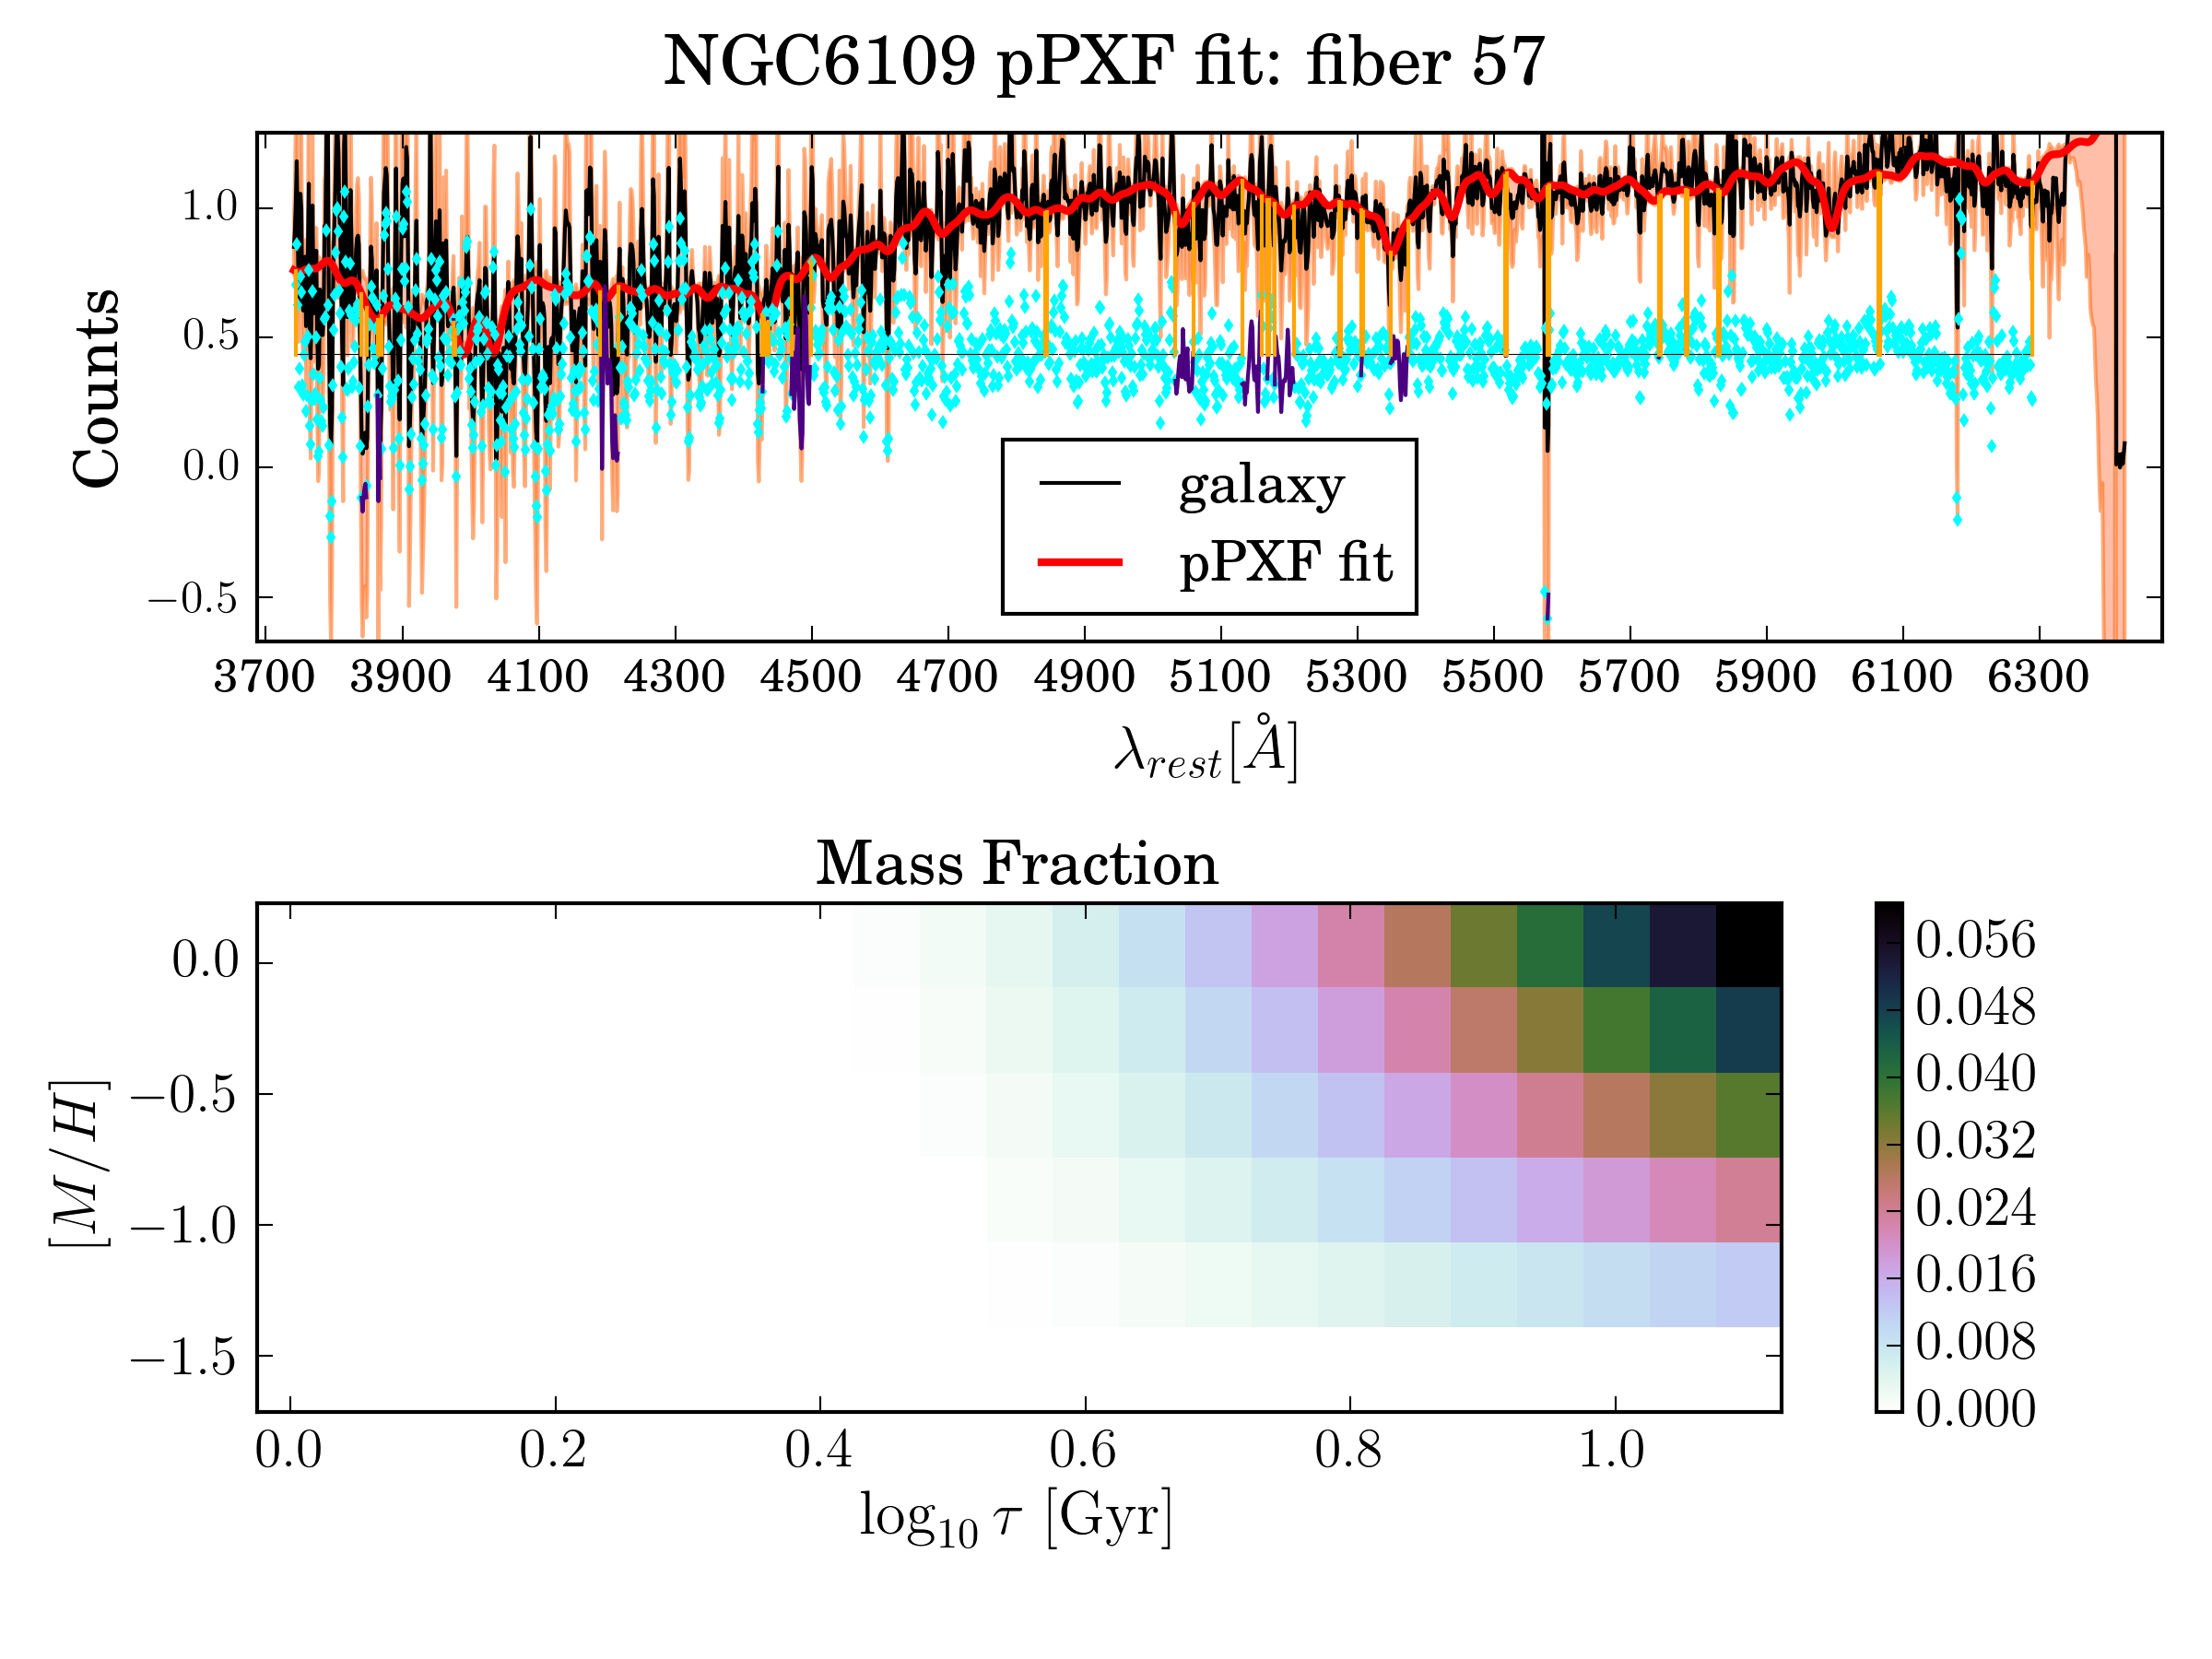 NGC6109 pPXF fit: fiber 57
1.0
0.5
0.0
−0.5
Counts
galaxy
pPXF fit
3700 3900 4100 4300 4500 4700 4900 5100 5300 5500 5700 5900 6100 6300
λrest[Å]
Mass Fraction
0.0
−0.5
−1.0
−1.5
[M/H]
0.0 0.2 0.4 0.6 0.8 1.0
log10 τ [Gyr]
0.056
0.048
0.040
0.032
0.024
0.016
0.008
0.000